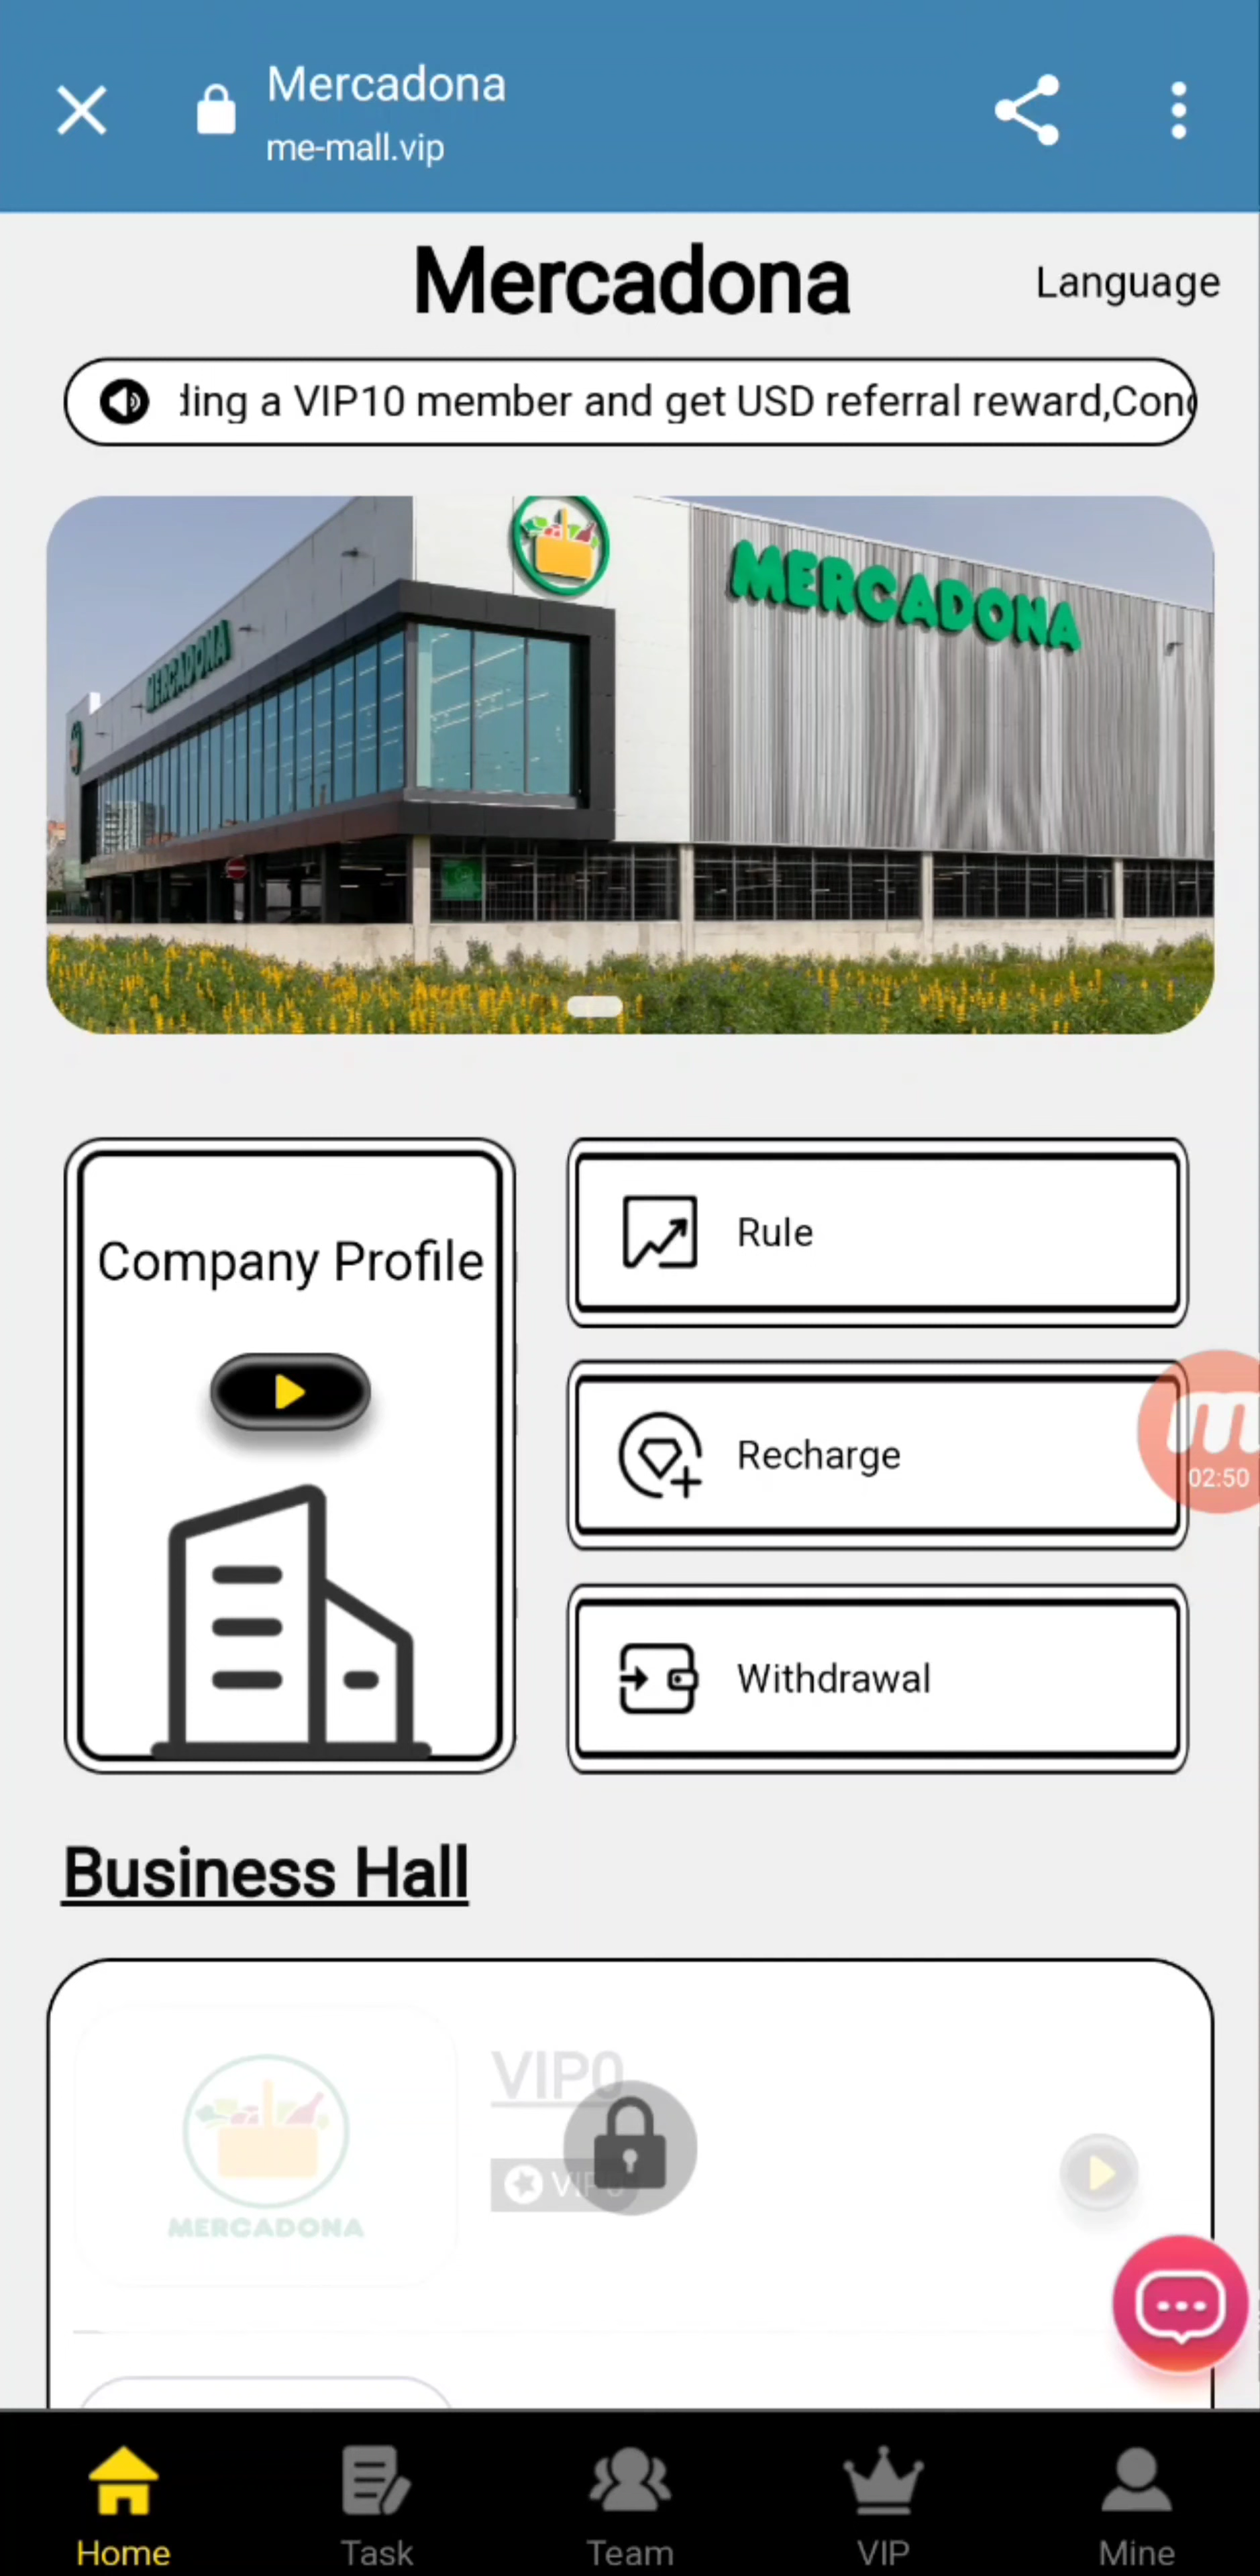 Mercadona
me-mall.vip
Mercadona
Language
ding a VIP10 member and get USD referral reward,Con
MERCADONA
MERCADONA
Company Profile
Rule
Recharge
02:50
Withdrawal
Business Hall
VIP0
VIP0
MERCADONA
Home
Task
Team
VIP
Mine